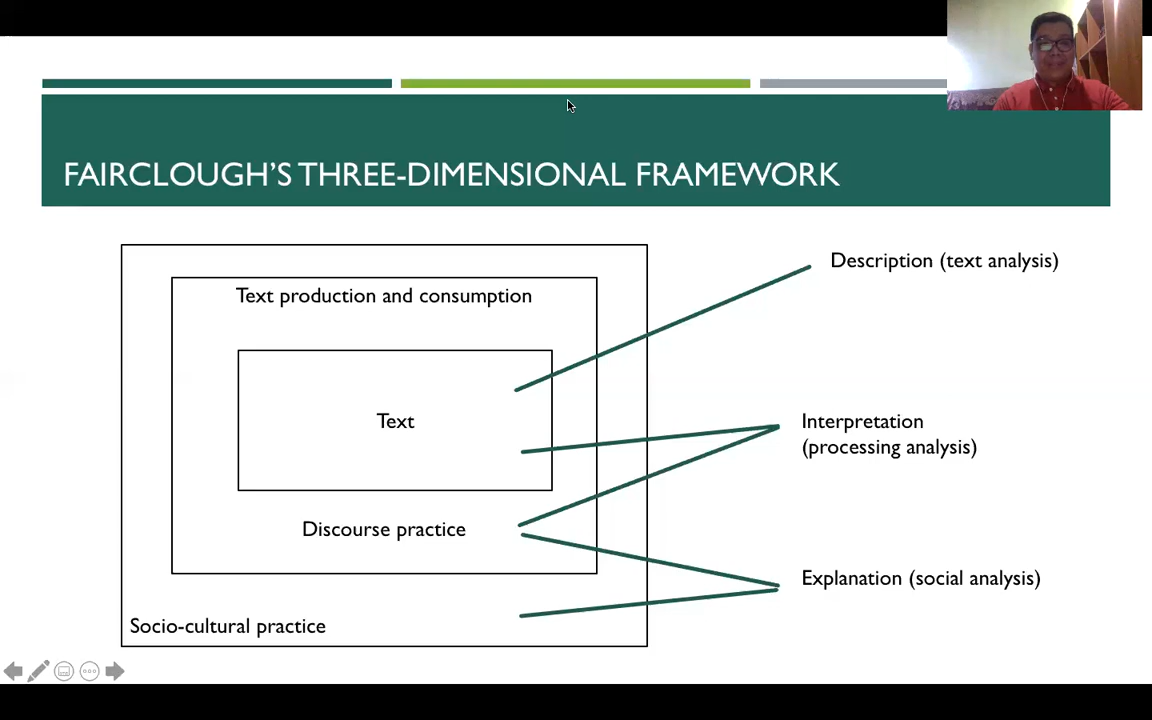 FAIRCLOUGH'S THREE-DIMENSIONAL FRAMEWORK
Description (text analysis)
Text production and consumption
Text
Interpretation
(processing analysis)
Discourse practice
Explanation (social analysis)
Socio-cultural practice